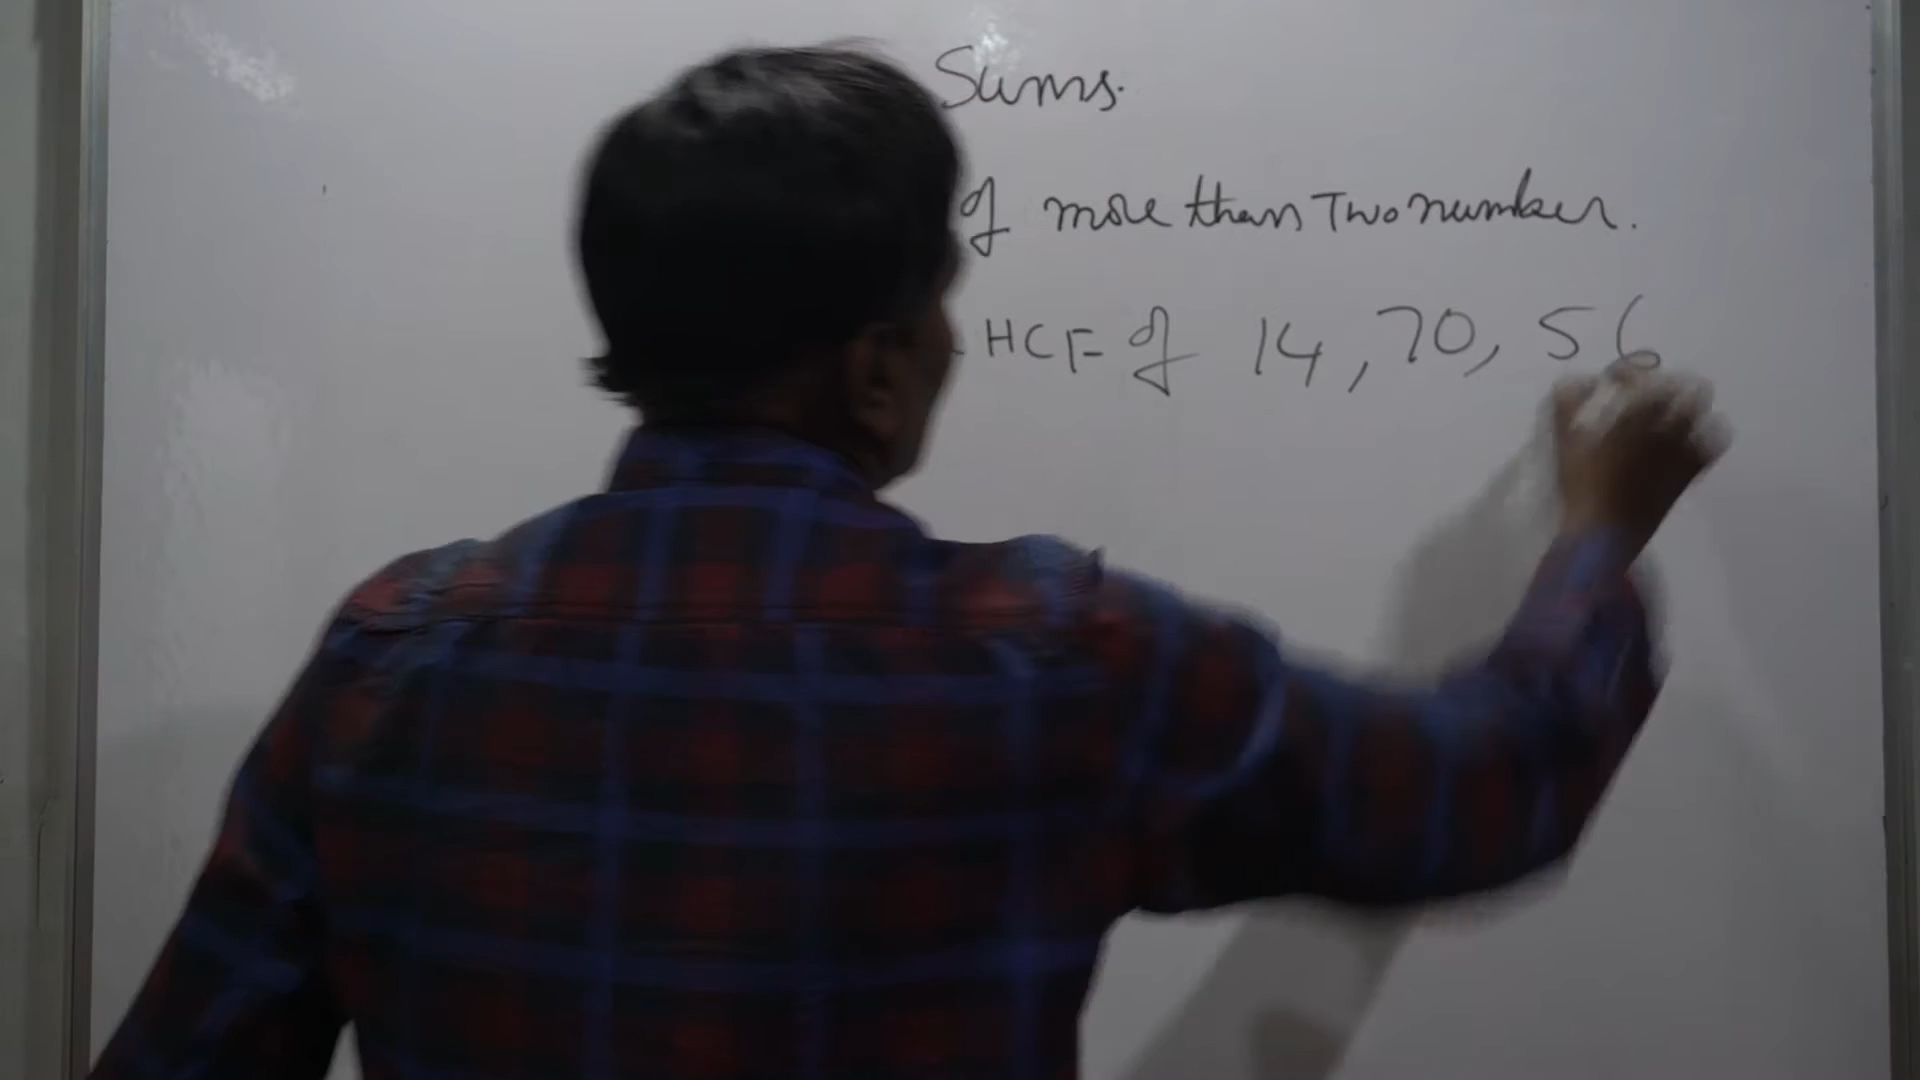 Sums.
of more than Two number.
HCF of 14, 70, 56